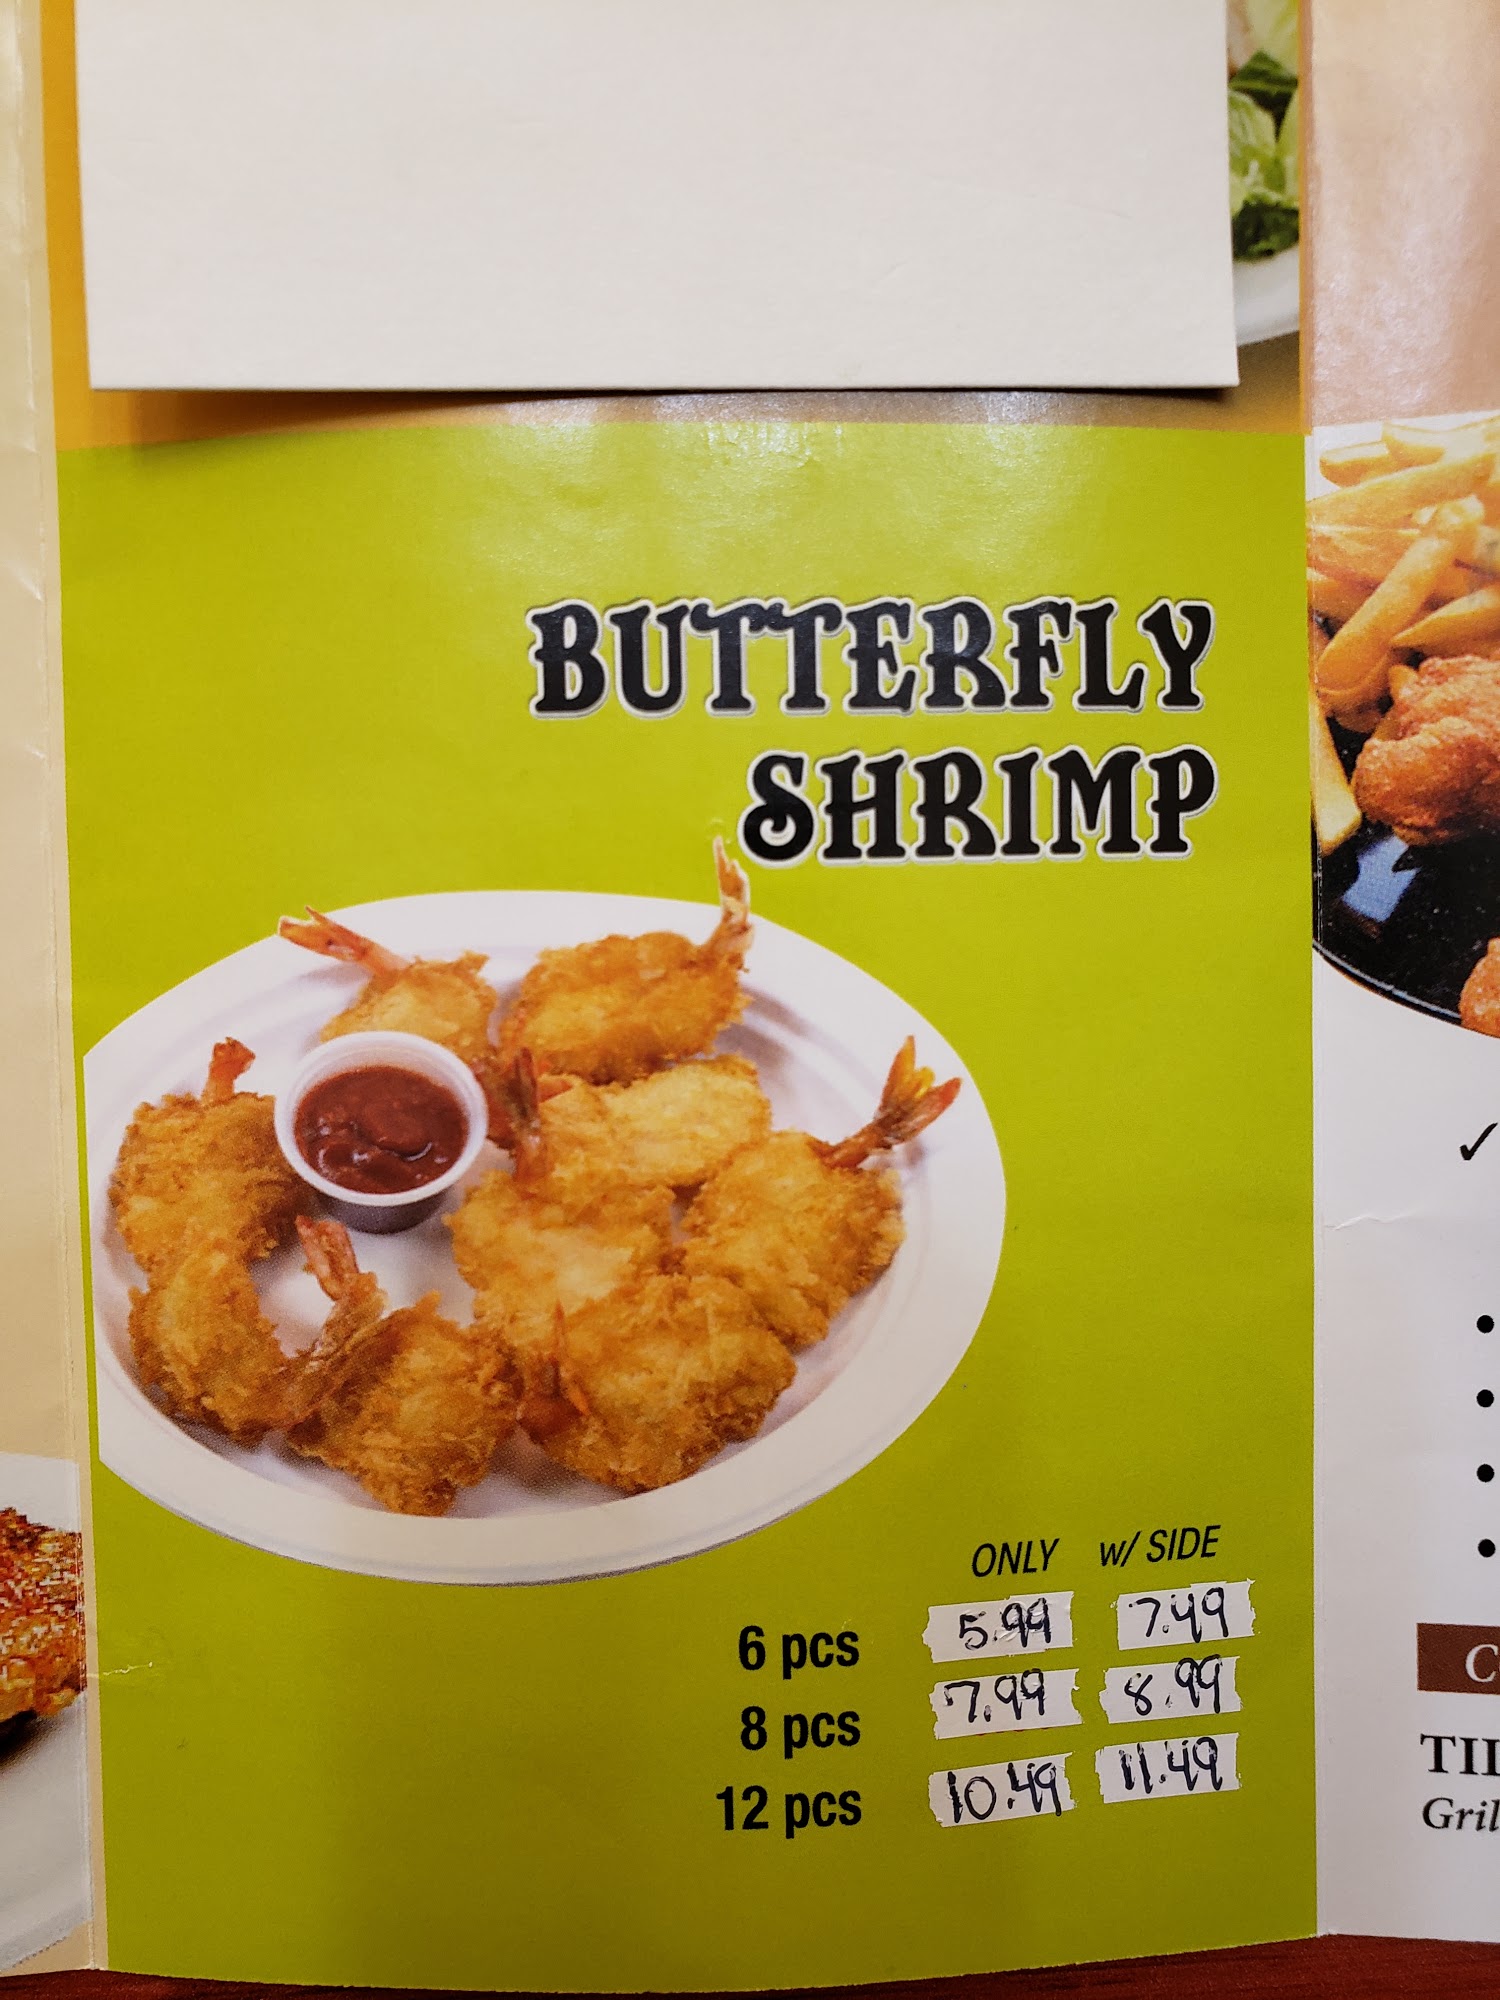 BUTTERFLY
SHRIMP
ONLY w/ SIDE
6 pcs 5.99 7.49
8 pcs 7.99 8.99
12 pcs 10.49 11.49